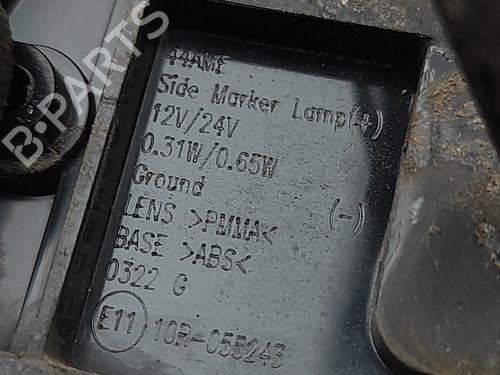 B-PARTS
44AME
Side Marker Lamp(+)
12V/24V
0.31W/0.65W
Ground (-)
LENS >PMMA<
BASE >ABS<
0322 G
E11 10R-055243